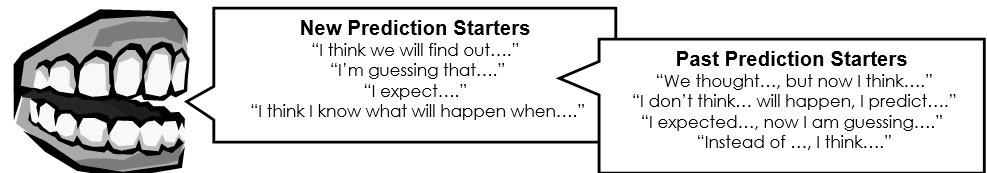 New Prediction Starters
“I think we will find out….”
“I’m guessing that….”
“I expect….”
“I think I know what will happen when….”
Past Prediction Starters
“We thought…, but now I think….”
“I don’t think… will happen, I predict….”
“I expected…, now I am guessing….”
“Instead of …, I think….”